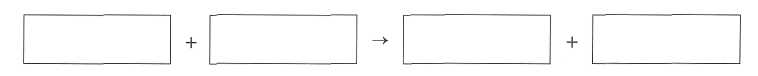 + → +